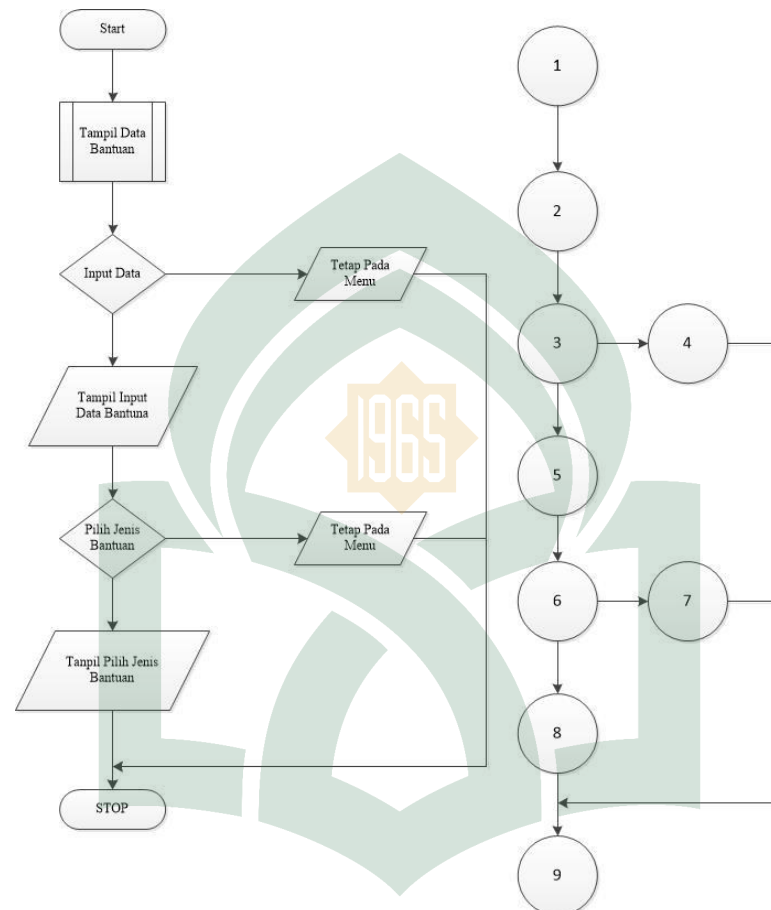 Start
Tampil Data
Bantuan
Input Data
Tetap Pada
Menu
Tampil Input
Data Bantuna
Pilih Jenis
Bantuan
Tetap Pada
Menu
Tanpil Pilih Jenis
Bantuan
STOP
1
2
3
4
5
6
7
8
9
1965